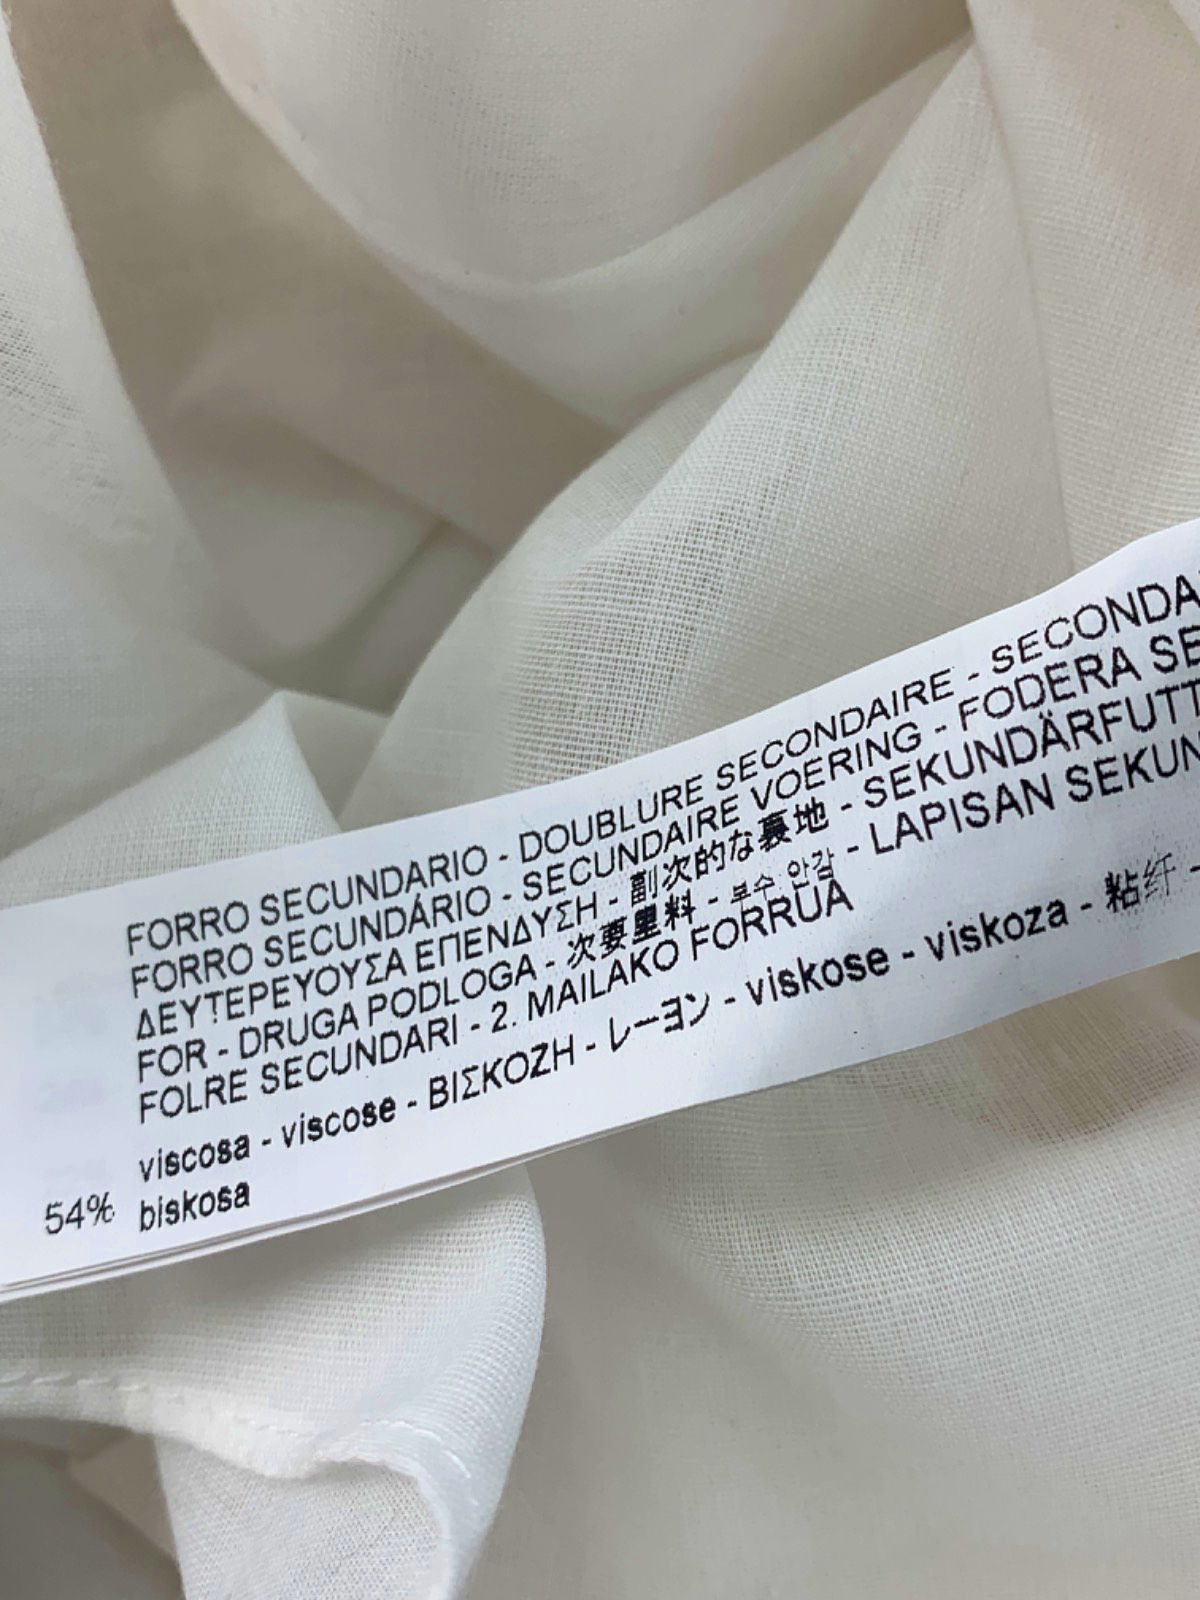 FORRO SECUNDARIO - DOUBLURE SECONDAIRE - SECONDA
FORRO SECUNDÁRIO - SECUNDAIRE VOERING - FODERA SE
ΔΕΥΤΕΡΕΥΟΥΣΑ ΕΠΕΝΔΥΣΗ - 副次的な裏地 - SEKUNDÄRFUTT
FOR - DRUGA PODLOGA - 次要里料 - 부수 안감 - LAPISAN SEKUN
FOLRE SECUNDARI - 2. MAILAKO FORRUA
viscosa - viscose - ΒΙΣΚΟΖΗ - レーヨン - viskose - viskoza - 粘纤 -
54% biskosa